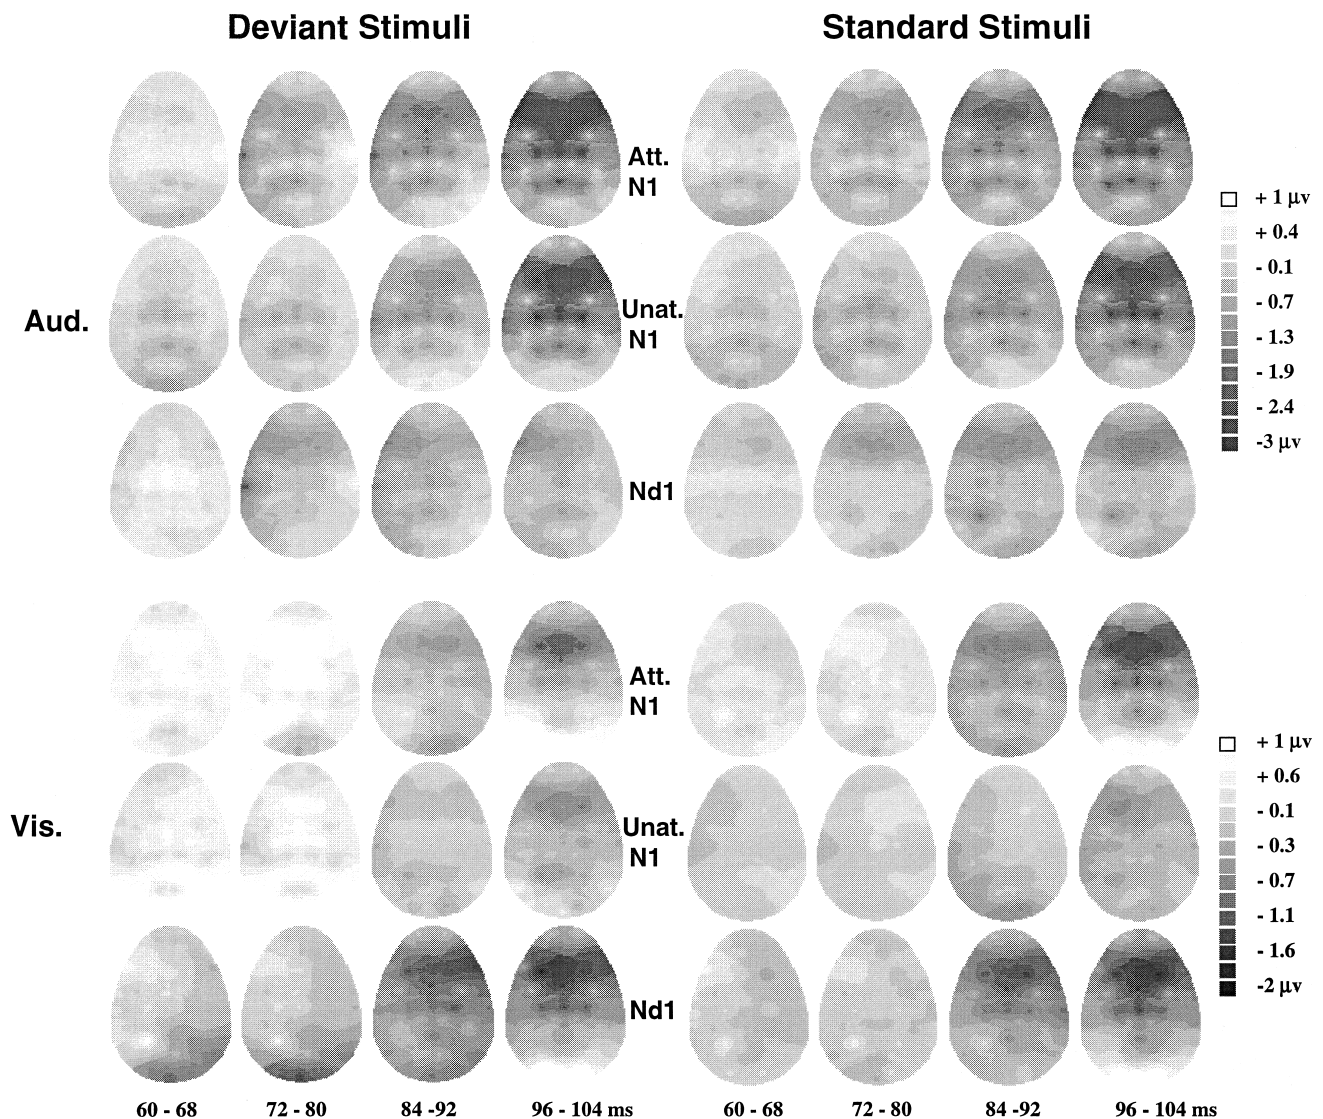 Deviant Stimuli
Standard Stimuli
Att.
N1
Aud.
Unat.
N1
Nd1
+ 1 µv
+ 0.4
- 0.1
- 0.7
- 1.3
- 1.9
- 2.4
-3 µv
Att.
N1
Vis.
Unat.
N1
Nd1
+ 1 µv
+ 0.6
- 0.1
- 0.3
- 0.7
- 1.1
- 1.6
-2 µv
60 - 68 72 - 80 84 -92 96 - 104 ms 60 - 68 72 - 80 84 -92 96 - 104 ms